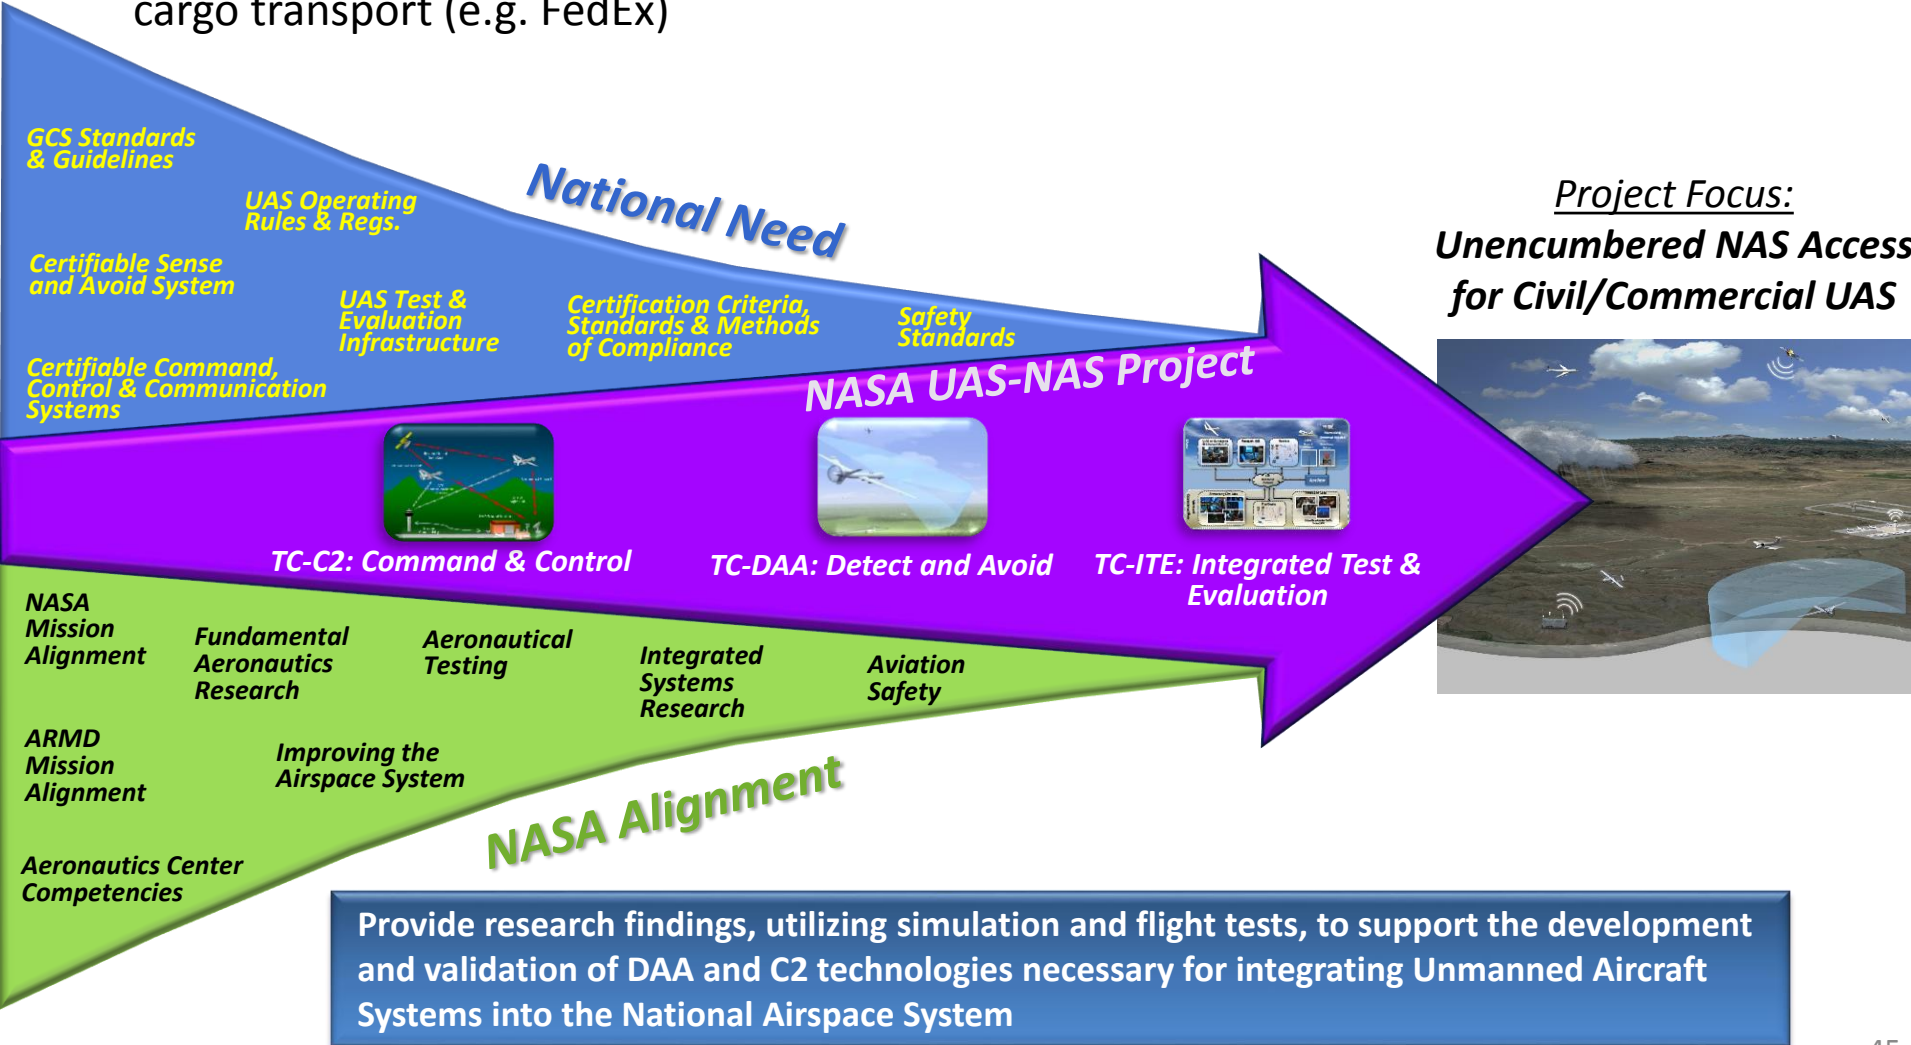 cargo transport (e.g. FedEx)
GCS Standards
& Guidelines
UAS Operating
Rules & Regs.
Certifiable Sense
and Avoid System
UAS Test &
Evaluation
Infrastructure
Certification Criteria,
Standards & Methods
of Compliance
Safety
Standards
Certifiable Command,
Control & Communication
Systems
National Need
NASA UAS-NAS Project
TC-C2: Command & Control
TC-DAA: Detect and Avoid
TC-ITE: Integrated Test &
Evaluation
Project Focus:
Unencumbered NAS Access
for Civil/Commercial UAS
NASA
Mission
Alignment
Fundamental
Aeronautics
Research
Aeronautical
Testing
Integrated
Systems
Research
Aviation
Safety
ARMD
Mission
Alignment
Improving the
Airspace System
Aeronautics Center
Competencies
NASA Alignment
Provide research findings, utilizing simulation and flight tests, to support the development
and validation of DAA and C2 technologies necessary for integrating Unmanned Aircraft
Systems into the National Airspace System